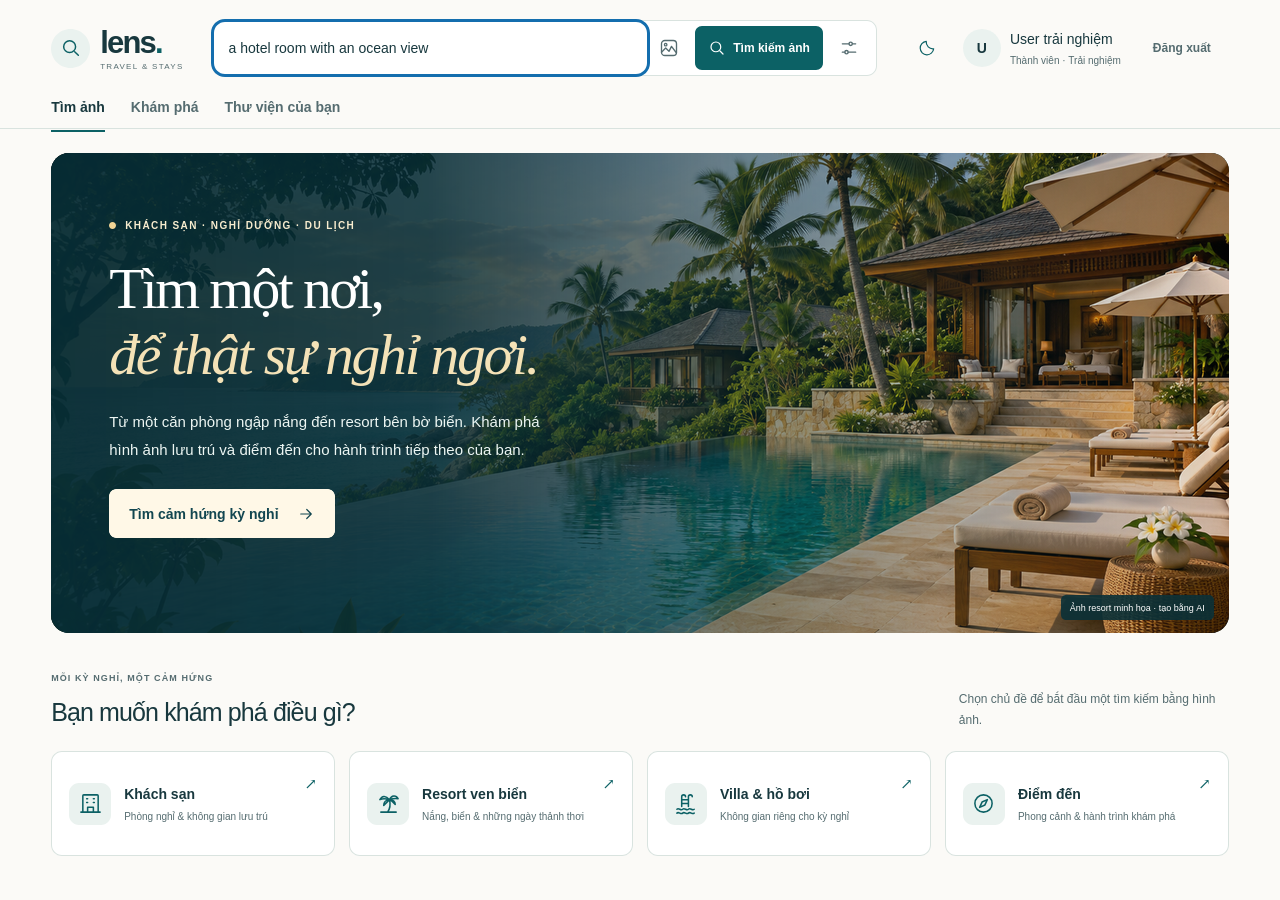 lens.
TRAVEL & STAYS
a hotel room with an ocean view
Tìm kiếm ảnh
U
User trải nghiệm
Thành viên · Trải nghiệm
Đăng xuất
Tìm ảnh
Khám phá
Thư viện của bạn
KHÁCH SẠN · NGHỈ DƯỠNG · DU LỊCH
Tìm một nơi,
để thật sự nghỉ ngơi.
Từ một căn phòng ngập nắng đến resort bên bờ biển. Khám phá
hình ảnh lưu trú và điểm đến cho hành trình tiếp theo của bạn.
Tìm cảm hứng kỳ nghỉ
Ảnh resort minh họa · tạo bằng AI
MỖI KỲ NGHỈ, MỘT CẢM HỨNG
Bạn muốn khám phá điều gì?
Chọn chủ đề để bắt đầu một tìm kiếm bằng hình
ảnh.
Khách sạn
Phòng nghỉ & không gian lưu trú
Resort ven biển
Nắng, biển & những ngày thảnh thơi
Villa & hồ bơi
Không gian riêng cho kỳ nghỉ
Điểm đến
Phong cảnh & hành trình khám phá